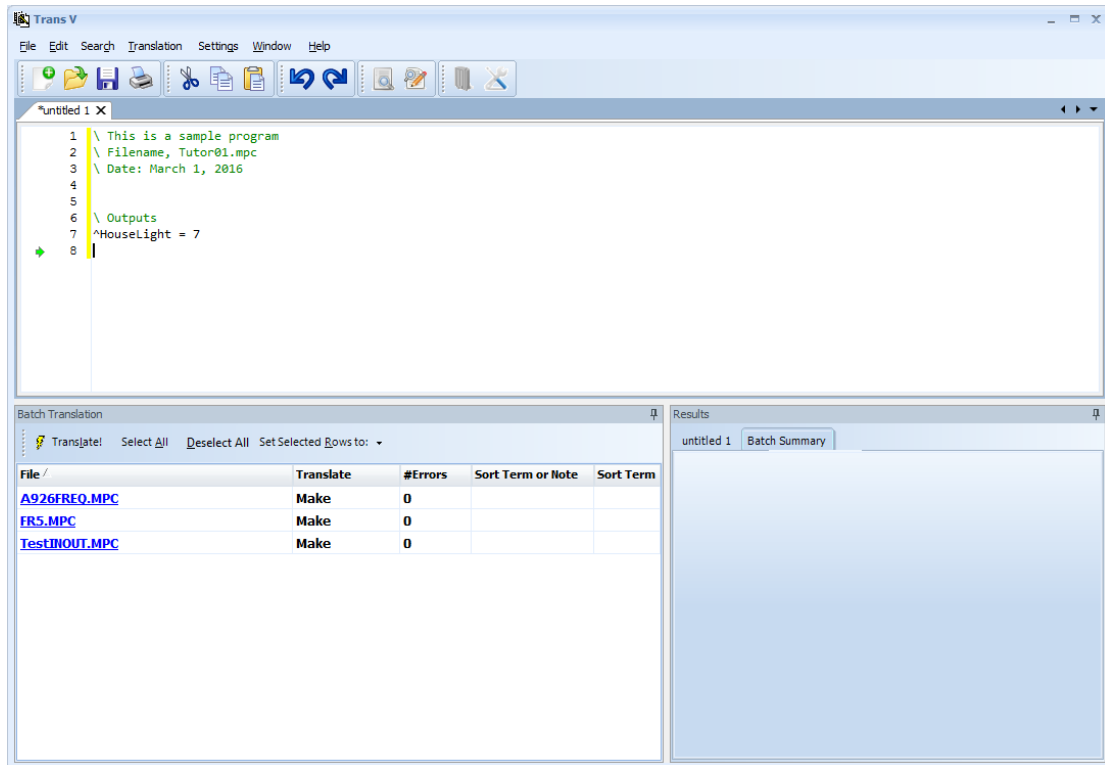 Trans V
File Edit Search Translation Settings Window Help
*untitled 1 X
1 \ This is a sample program
2 \ Filename, Tutor01.mpc
3 \ Date: March 1, 2016
4
5
6 \ Outputs
7 ^HouseLight = 7
8
Batch Translation
Translate! Select All Deselect All Set Selected Rows to:
File / Translate #Errors Sort Term or Note Sort Term
A926FREQ.MPC Make 0
FR5.MPC Make 0
TestINOUT.MPC Make 0
Results
untitled 1 Batch Summary